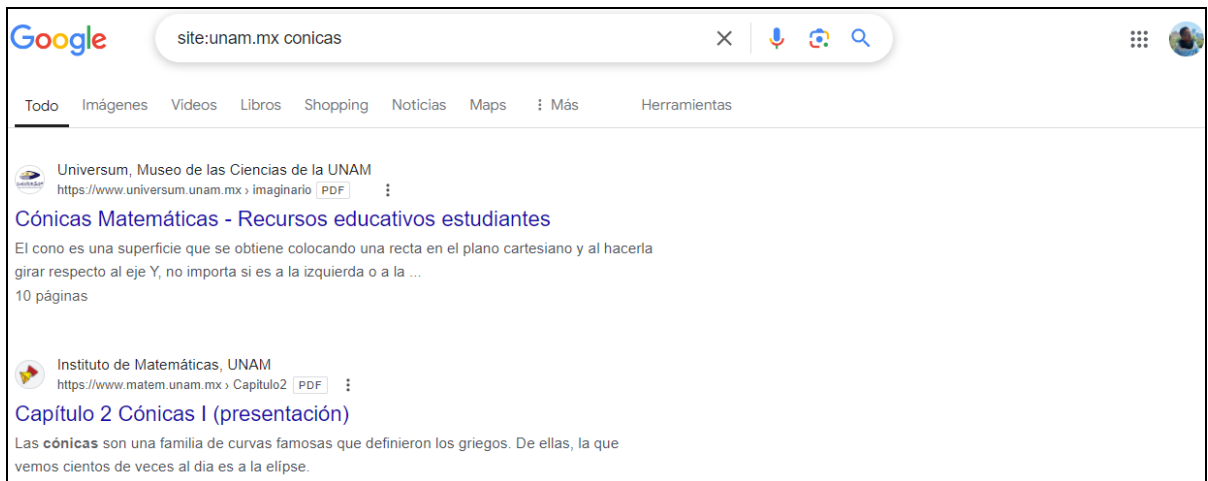 Google
site:unam.mx conicas
Todo Imágenes Videos Libros Shopping Noticias Maps Más Herramientas
Universum, Museo de las Ciencias de la UNAM
https://www.universum.unam.mx › imaginario PDF
Cónicas Matemáticas - Recursos educativos estudiantes
El cono es una superficie que se obtiene colocando una recta en el plano cartesiano y al hacerla
girar respecto al eje Y, no importa si es a la izquierda o a la ...
10 páginas
Instituto de Matemáticas, UNAM
https://www.matem.unam.mx › Capitulo2 PDF
Capítulo 2 Cónicas I (presentación)
Las cónicas son una familia de curvas famosas que definieron los griegos. De ellas, la que
vemos cientos de veces al dia es a la elípse.